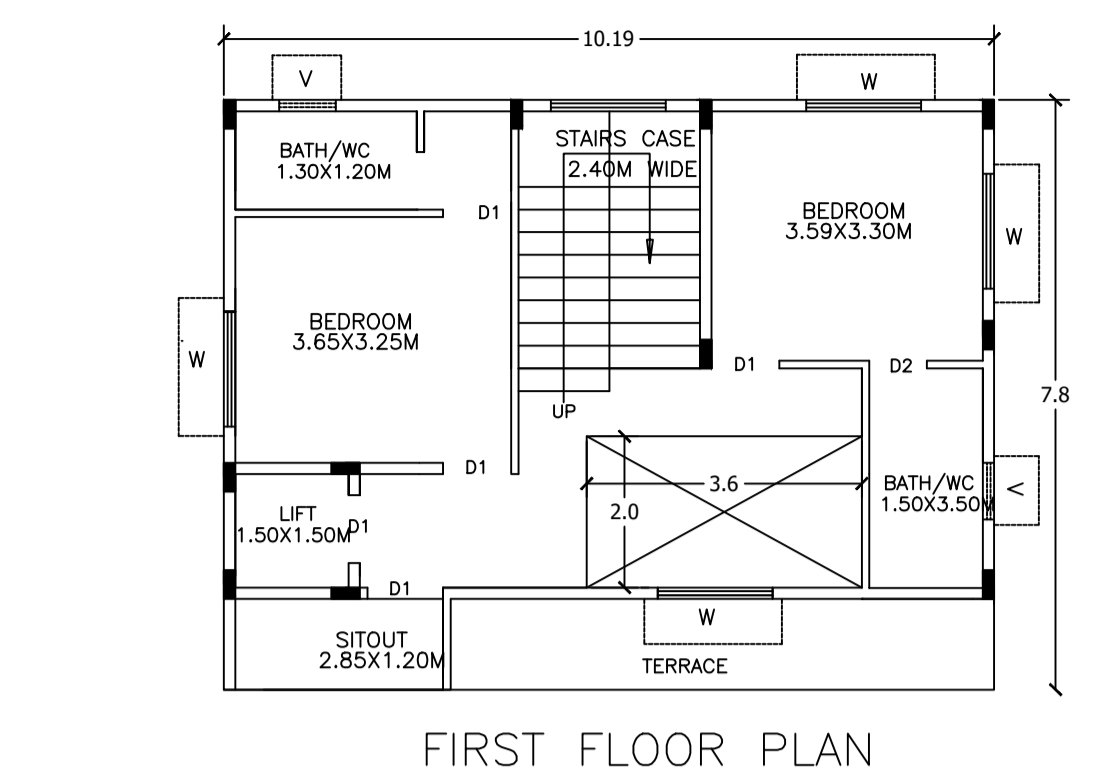 10.19
V
W
STAIRS CASE
2.40M WIDE
BATH/WC
1.30X1.20M
D1
BEDROOM
3.59X3.30M
W
BEDROOM
3.65X3.25M
W
D1
D2
7.8
UP
D1
3.6
2.0
BATH/WC
1.50X3.50M
V
LIFT
1.50X1.50M
D1
D1
W
SITOUT
2.85X1.20M
TERRACE
FIRST FLOOR PLAN